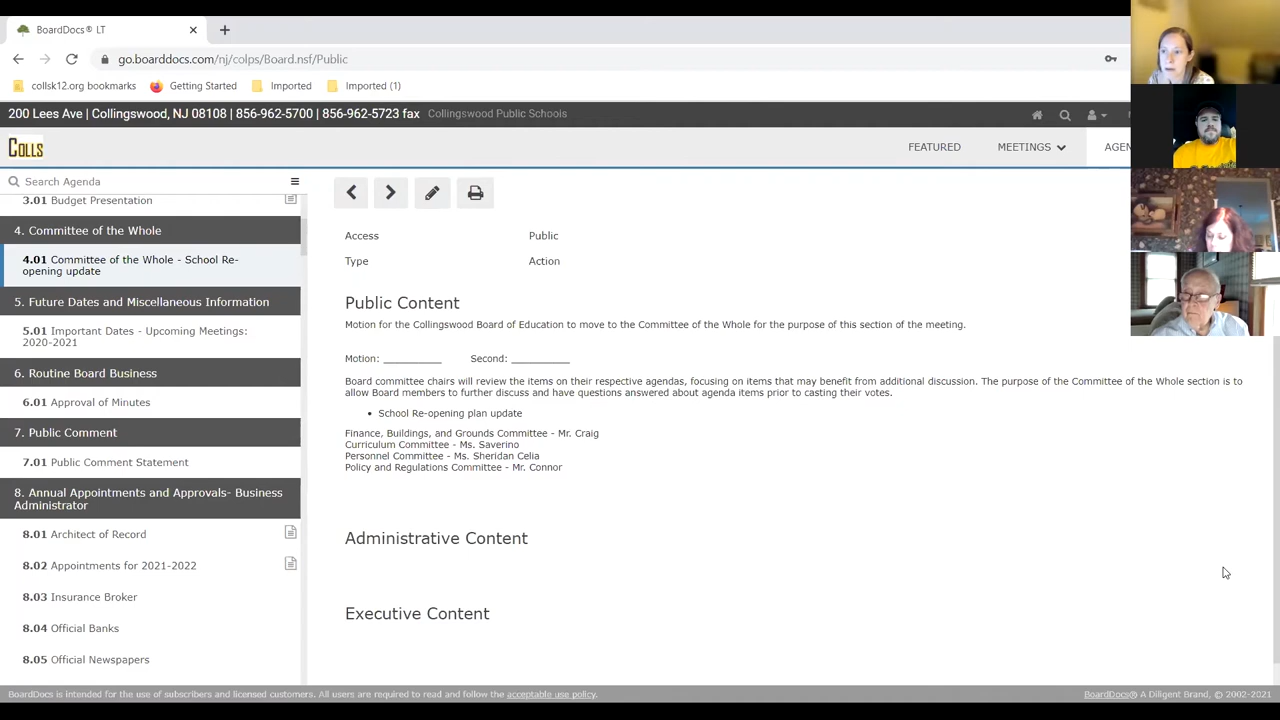 BoardDocs® LT
go.boarddocs.com/nj/colps/Board.nsf/Public
collsk12.org bookmarks Getting Started Imported Imported (1)
200 Lees Ave | Collingswood, NJ 08108 | 856-962-5700 | 856-962-5723 fax Collingswood Public Schools
COLLS
FEATURED MEETINGS AGEN
Search Agenda
3.01 Budget Presentation
4. Committee of the Whole
4.01 Committee of the Whole - School Re-
opening update
5. Future Dates and Miscellaneous Information
5.01 Important Dates - Upcoming Meetings:
2020-2021
6. Routine Board Business
6.01 Approval of Minutes
7. Public Comment
7.01 Public Comment Statement
8. Annual Appointments and Approvals- Business
Administrator
8.01 Architect of Record
8.02 Appointments for 2021-2022
8.03 Insurance Broker
8.04 Official Banks
8.05 Official Newspapers
Access Public
Type Action
Public Content
Motion for the Collingswood Board of Education to move to the Committee of the Whole for the purpose of this section of the meeting.
Motion: __________ Second: __________
Board committee chairs will review the items on their respective agendas, focusing on items that may benefit from additional discussion. The purpose of the Committee of the Whole section is to
allow Board members to further discuss and have questions answered about agenda items prior to casting their votes.
• School Re-opening plan update
Finance, Buildings, and Grounds Committee - Mr. Craig
Curriculum Committee - Ms. Saverino
Personnel Committee - Ms. Sheridan Celia
Policy and Regulations Committee - Mr. Connor
Administrative Content
Executive Content
BoardDocs is intended for the use of subscribers and licensed customers. All users are required to read and follow the acceptable use policy.
BoardDocs® A Diligent Brand, © 2002-2021